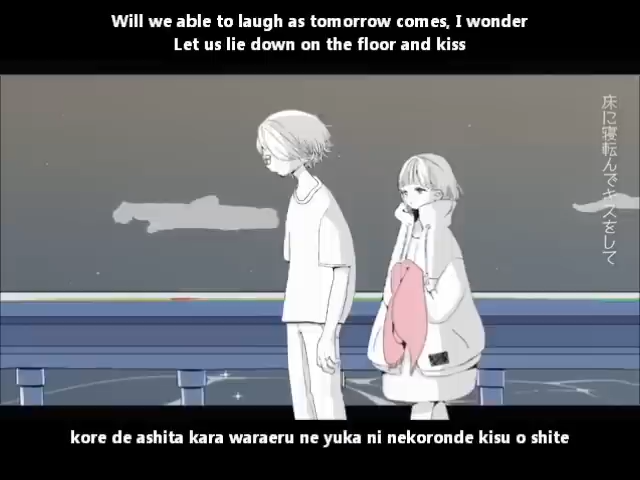 Will we able to laugh as tomorrow comes, I wonder
Let us lie down on the floor and kiss
床に寝転んでキスをして
kore de ashita kara waraeru ne yuka ni nekoronde kisu o shite